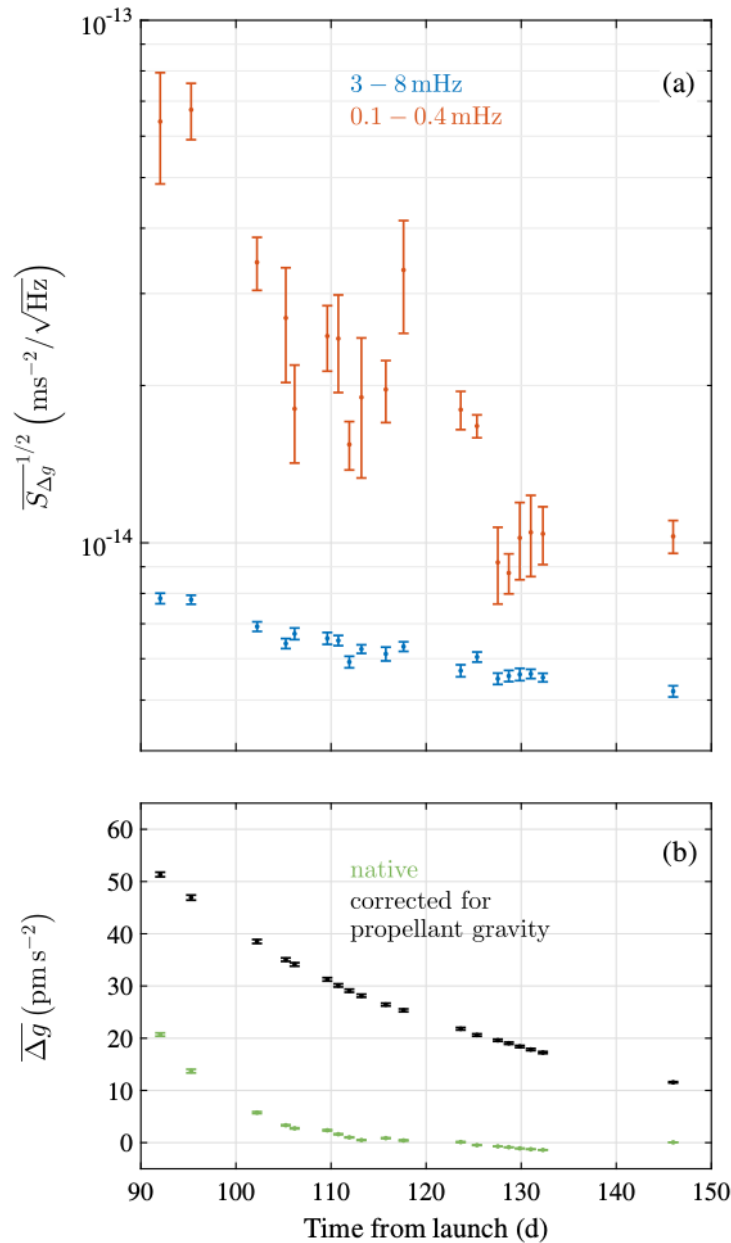 10⁻¹³
(a)
3 − 8 mHz
0.1 − 0.4 mHz
S̅_Δg^1/2 (ms⁻²/√Hz)
10⁻¹⁴
60
(b)
native
50
corrected for
propellant gravity
40
30
20
10
0
Δg̅ (pm s⁻²)
90 100 110 120 130 140 150
Time from launch (d)